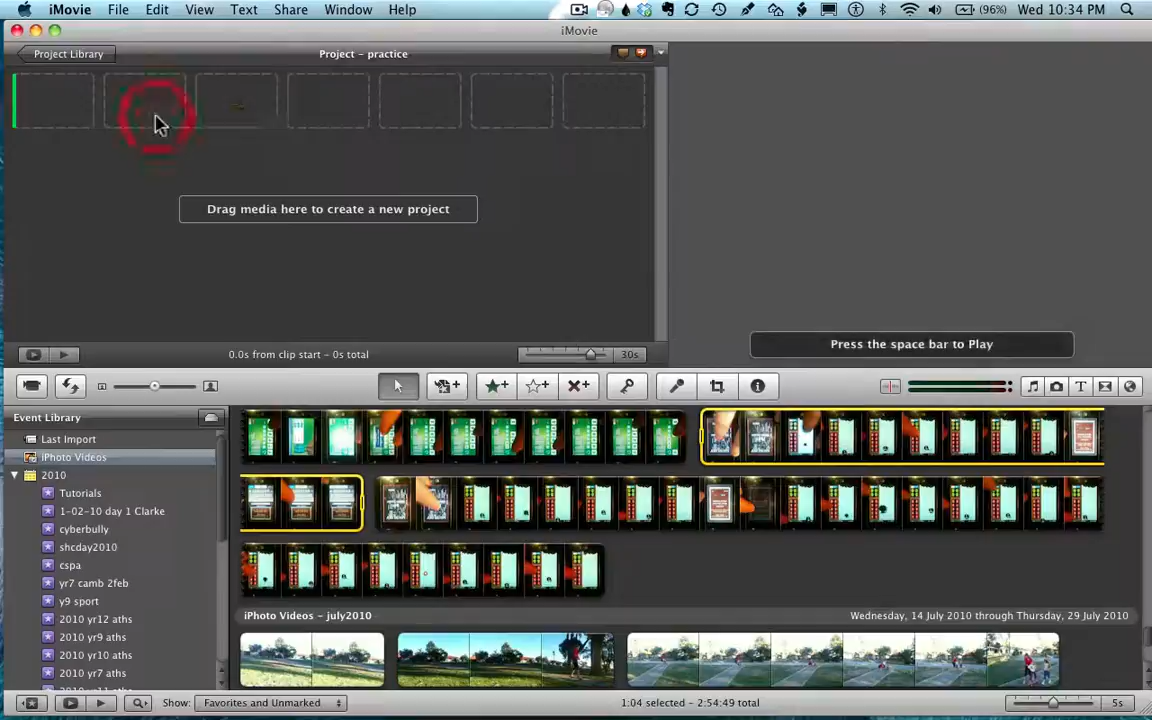 iMovie File Edit View Text Share Window Help (96%) Wed 10:34 PM
iMovie
Project Library Project - practice
Drag media here to create a new project
Press the space bar to Play
0.0s from clip start - 0s total 30s
Event Library
Last Import
iPhoto Videos
2010
Tutorials
1-02-10 day 1 Clarke
cyberbully
shcday2010
cspa
yr7 camb 2feb
y9 sport
2010 yr12 aths
2010 yr9 aths
2010 yr10 aths
2010 yr7 aths
iPhoto Videos - july2010 Wednesday, 14 July 2010 through Thursday, 29 July 2010
Show: Favorites and Unmarked 1:04 selected - 2:54:49 total 5s